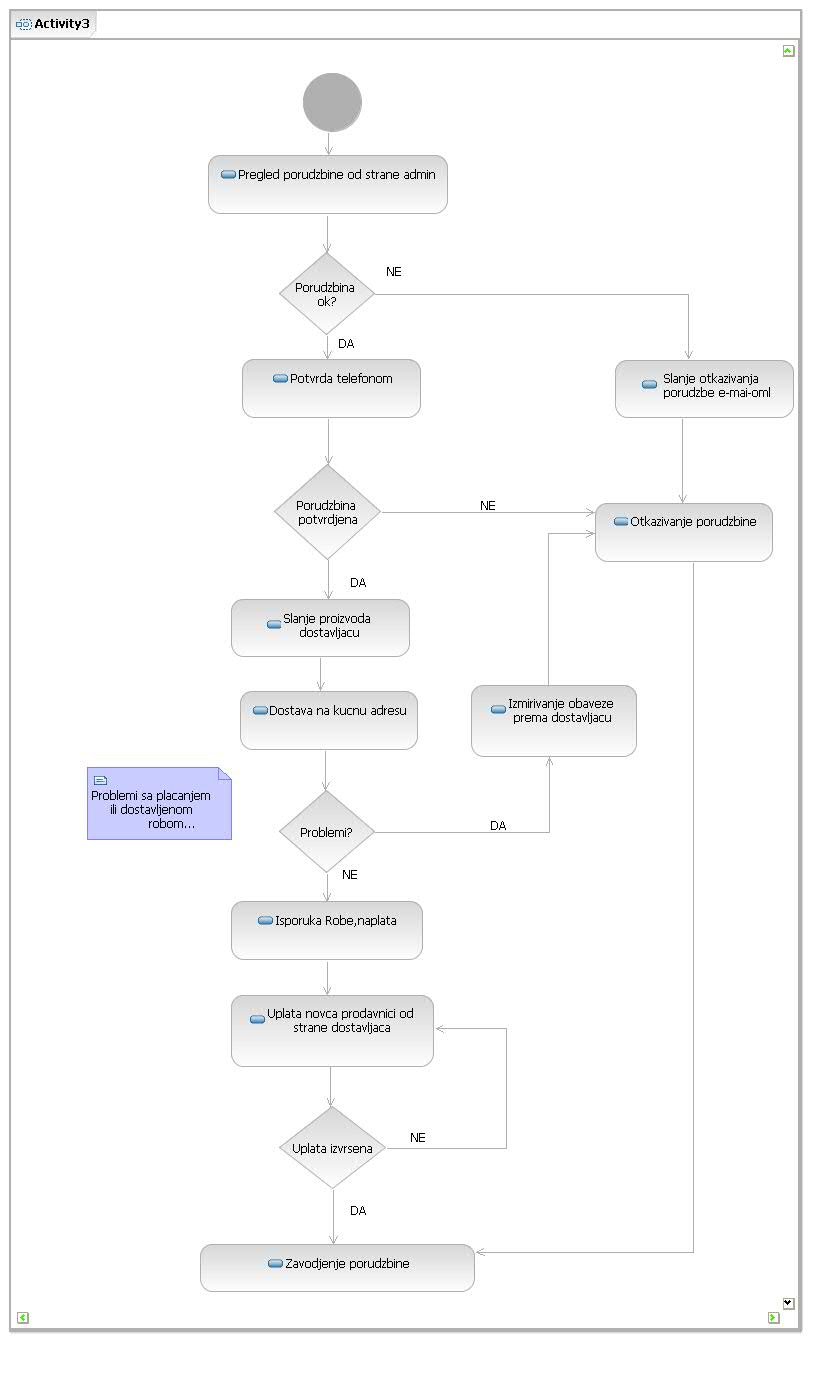 Activity3
Pregled porudzbine od strane admin
Porudzbina
ok?
NE
DA
Potvrda telefonom
Slanje otkazivanja
porudzbe e-mai-oml
Porudzbina
potvrdjena
NE
Otkazivanje porudzbine
DA
Slanje proizvoda
dostavljacu
Dostava na kucnu adresu
Izmirivanje obaveze
prema dostavljacu
Problemi sa placanjem
ili dostavljenom
robom...
Problemi?
DA
NE
Isporuka Robe,naplata
Uplata novca prodavnici od
strane dostavljaca
Uplata izvrsena
NE
DA
Zavodjenje porudzbine